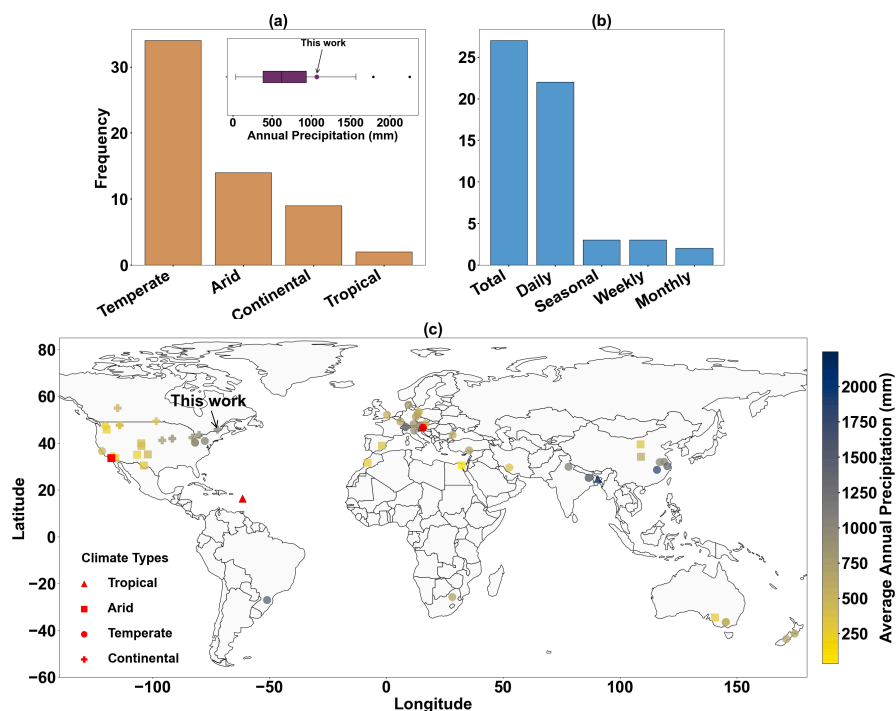 (a)
(b)
This work
30
20
10
0
Frequency
0
500
1000
1500
2000
Annual Precipitation (mm)
Temperate
Arid
Continental
Tropical
25
20
15
10
5
0
Total
Daily
Seasonal
Weekly
Monthly
(c)
80
60
40
20
0
−20
−40
−60
Latitude
This work
Climate Types
Tropical
Arid
Temperate
Continental
−100
−50
0
50
100
150
Longitude
2000
1750
1500
1250
1000
750
500
250
Average Annual Precipitation (mm)